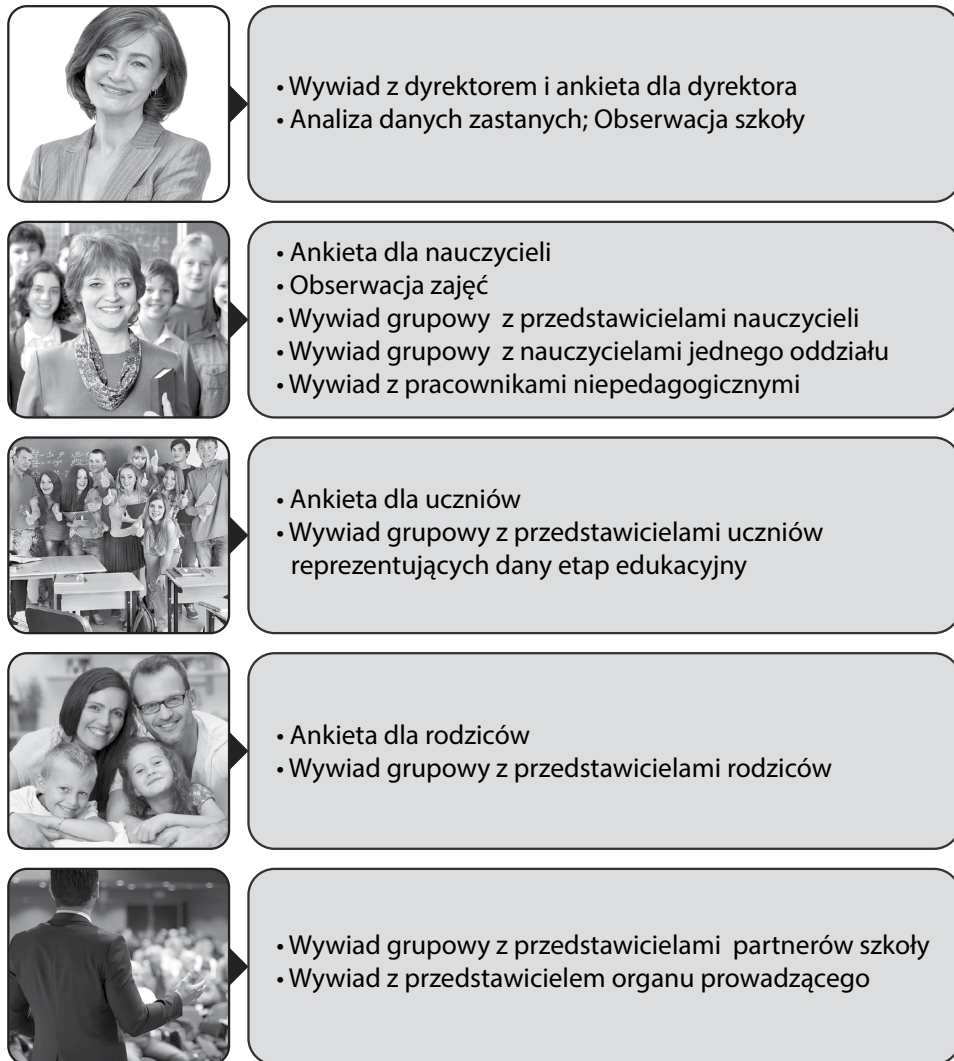 • Wywiad z dyrektorem i ankieta dla dyrektora
• Analiza danych zastanych; Obserwacja szkoły
• Ankieta dla nauczycieli
• Obserwacja zajęć
• Wywiad grupowy z przedstawicielami nauczycieli
• Wywiad grupowy z nauczycielami jednego oddziału
• Wywiad z pracownikami niepedagogicznymi
• Ankieta dla uczniów
• Wywiad grupowy z przedstawicielami uczniów
reprezentujących dany etap edukacyjny
• Ankieta dla rodziców
• Wywiad grupowy z przedstawicielami rodziców
• Wywiad grupowy z przedstawicielami partnerów szkoły
• Wywiad z przedstawicielem organu prowadzącego